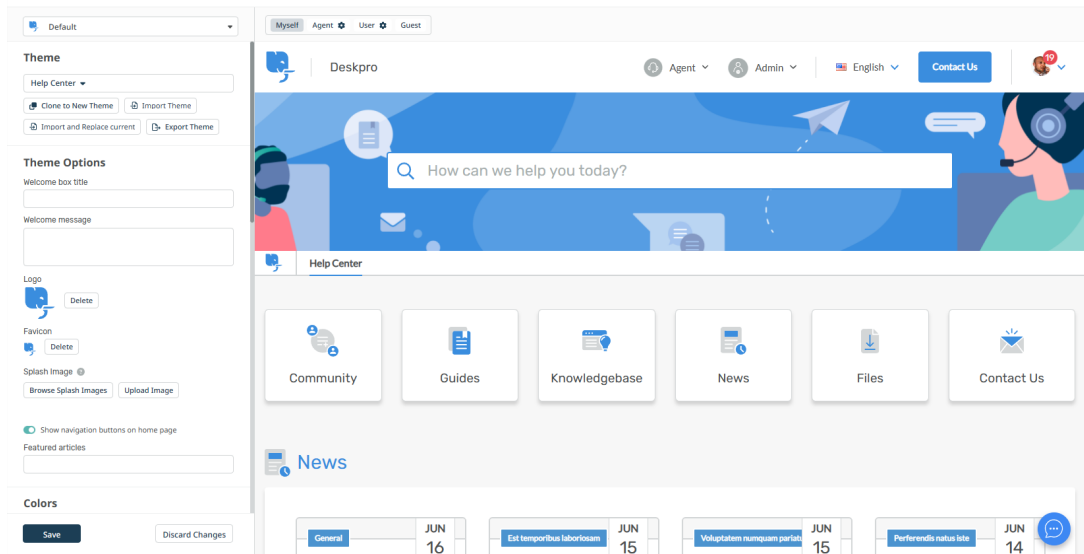 Default
Myself Agent User Guest
Theme
Help Center
Clone to New Theme Import Theme
Import and Replace current Export Theme
Theme Options
Welcome box title
Welcome message
Logo
Delete
Favicon
Delete
Splash Image
Browse Splash Images Upload Image
Show navigation buttons on home page
Featured articles
Colors
Save Discard Changes
Deskpro
Agent Admin English Contact Us 19
How can we help you today?
Help Center
Community Guides Knowledgebase News Files Contact Us
News
General JUN 16
Est temporibus laboriosam JUN 15
Voluptatem numquam pariatu JUN 15
Perferendis natus iste JUN 14